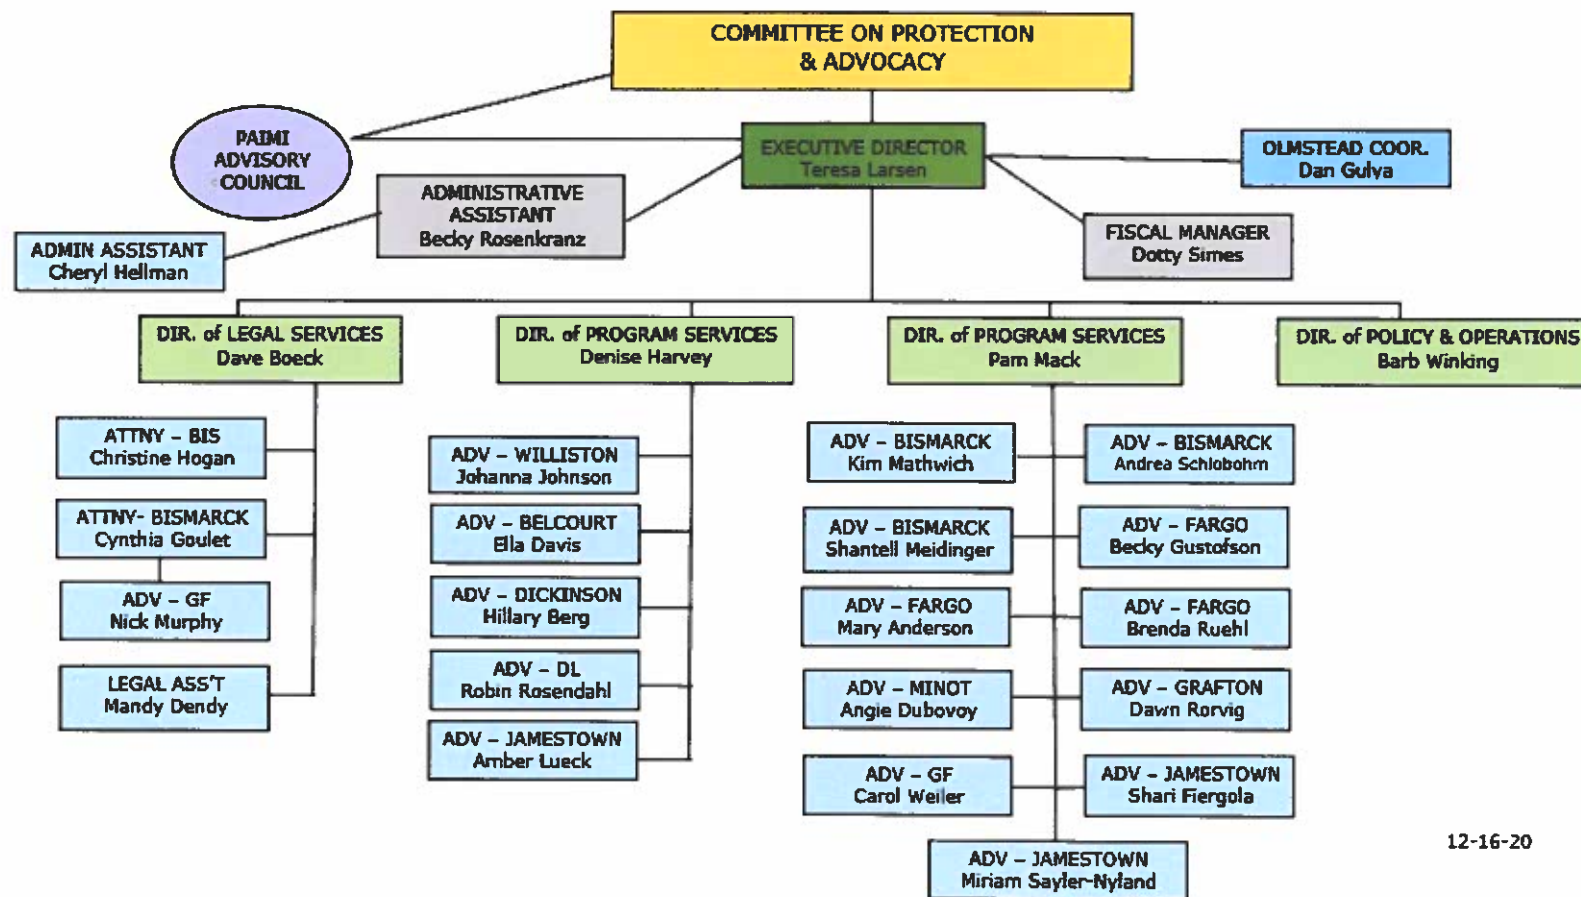 COMMITTEE ON PROTECTION
& ADVOCACY
PAIMI
ADVISORY
COUNCIL
EXECUTIVE DIRECTOR
Teresa Larsen
OLMSTEAD COOR.
Dan Gulya
ADMINISTRATIVE
ASSISTANT
Becky Rosenkranz
FISCAL MANAGER
Dotty Simes
ADMIN ASSISTANT
Cheryl Hellman
DIR. of LEGAL SERVICES
Dave Boeck
DIR. of PROGRAM SERVICES
Denise Harvey
DIR. of PROGRAM SERVICES
Pam Mack
DIR. of POLICY & OPERATIONS
Barb Winking
ATTNY – BIS
Christine Hogan
ATTNY- BISMARCK
Cynthia Goulet
ADV – GF
Nick Murphy
LEGAL ASS'T
Mandy Dendy
ADV – WILLISTON
Johanna Johnson
ADV – BELCOURT
Ella Davis
ADV – DICKINSON
Hillary Berg
ADV – DL
Robin Rosendahl
ADV – JAMESTOWN
Amber Lueck
ADV – BISMARCK
Kim Mathwich
ADV – BISMARCK
Andrea Schlobohm
ADV – BISMARCK
Shantell Meidinger
ADV – FARGO
Becky Gustofson
ADV – FARGO
Mary Anderson
ADV – FARGO
Brenda Ruehl
ADV – MINOT
Angie Dubovoy
ADV – GRAFTON
Dawn Rorvig
ADV – GF
Carol Weiler
ADV – JAMESTOWN
Shari Fiergola
ADV – JAMESTOWN
Miriam Sayler-Nyland
12-16-20